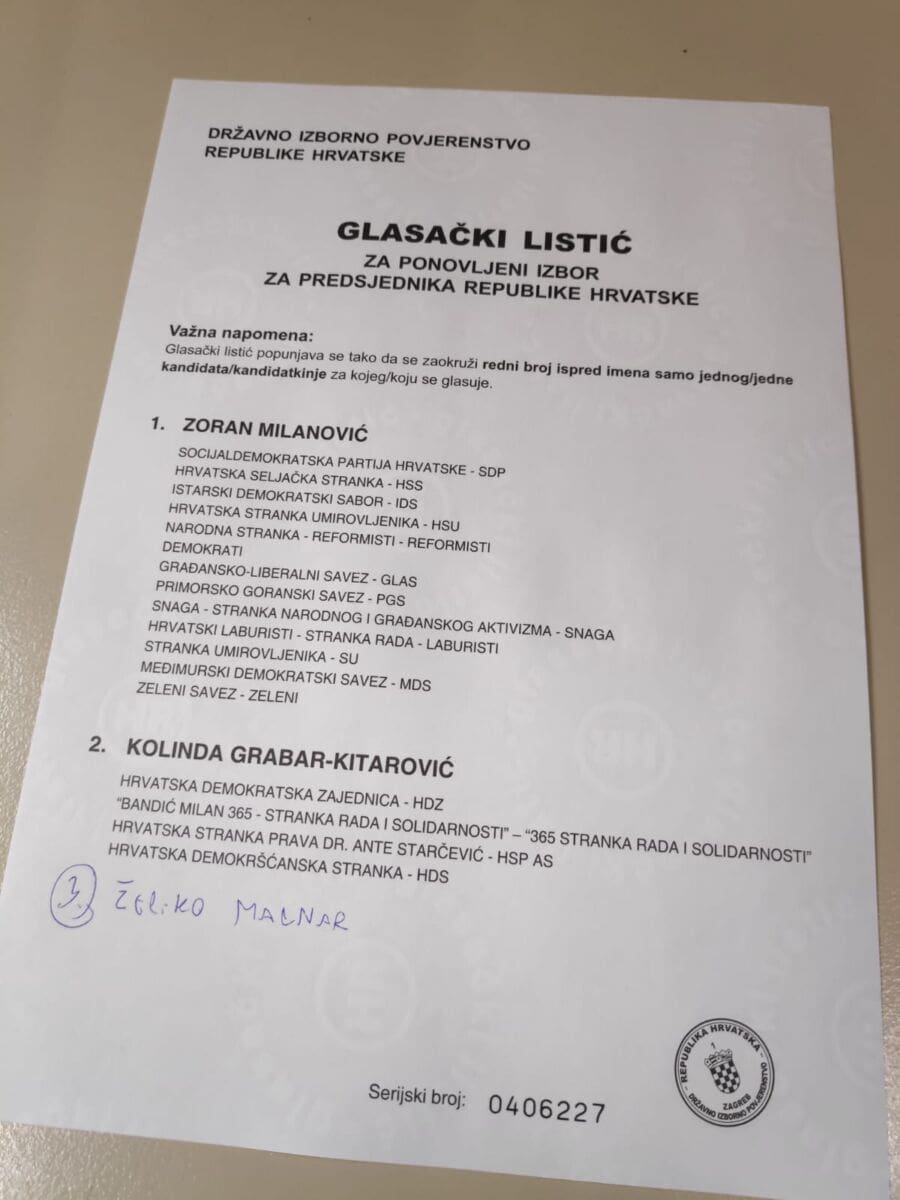 DRŽAVNO IZBORNO POVJERENSTVO
REPUBLIKE HRVATSKE
GLASAČKI LISTIĆ
ZA PONOVLJENI IZBOR
ZA PREDSJEDNIKA REPUBLIKE HRVATSKE
Važna napomena:
Glasački listić popunjava se tako da se zaokruži redni broj ispred imena samo jednog/jedne
kandidata/kandidatkinje za kojeg/koju se glasuje.
1. ZORAN MILANOVIĆ
SOCIJALDEMOKRATSKA PARTIJA HRVATSKE - SDP
HRVATSKA SELJAČKA STRANKA - HSS
ISTARSKI DEMOKRATSKI SABOR - IDS
HRVATSKA STRANKA UMIROVLJENIKA - HSU
NARODNA STRANKA - REFORMISTI - REFORMISTI
DEMOKRATI
GRAĐANSKO-LIBERALNI SAVEZ - GLAS
PRIMORSKO GORANSKI SAVEZ - PGS
SNAGA - STRANKA NARODNOG I GRAĐANSKOG AKTIVIZMA - SNAGA
HRVATSKI LABURISTI - STRANKA RADA - LABURISTI
STRANKA UMIROVLJENIKA - SU
MEĐIMURSKI DEMOKRATSKI SAVEZ - MDS
ZELENI SAVEZ - ZELENI
2. KOLINDA GRABAR-KITAROVIĆ
HRVATSKA DEMOKRATSKA ZAJEDNICA - HDZ
"BANDIĆ MILAN 365 - STRANKA RADA I SOLIDARNOSTI" – "365 STRANKA RADA I SOLIDARNOSTI"
HRVATSKA STRANKA PRAVA DR. ANTE STARČEVIĆ - HSP AS
HRVATSKA DEMOKRŠĆANSKA STRANKA - HDS
3. ŽELJKO MALNAR
Serijski broj: 0406227
REPUBLIKA HRVATSKA
1
ZAGREB
DRŽAVNO IZBORNO POVJERENSTVO